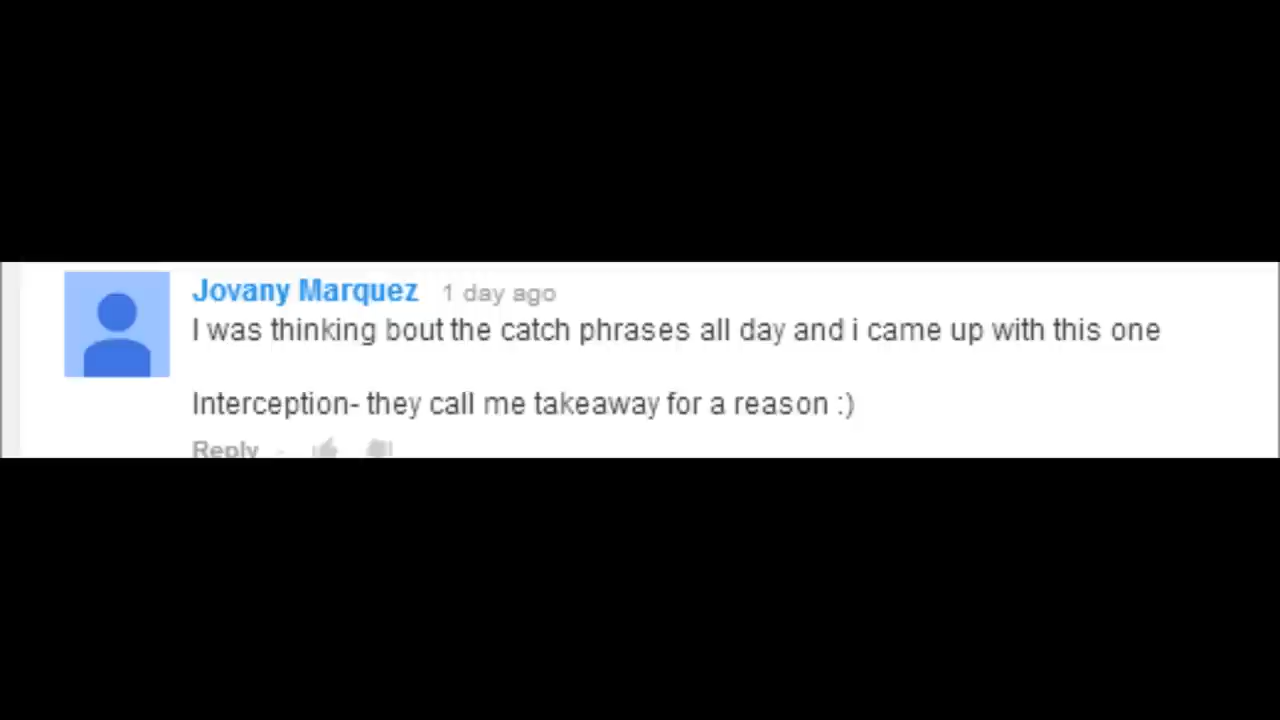 Jovany Marquez 1 day ago
I was thinking bout the catch phrases all day and i came up with this one
Interception- they call me takeaway for a reason :)
Reply